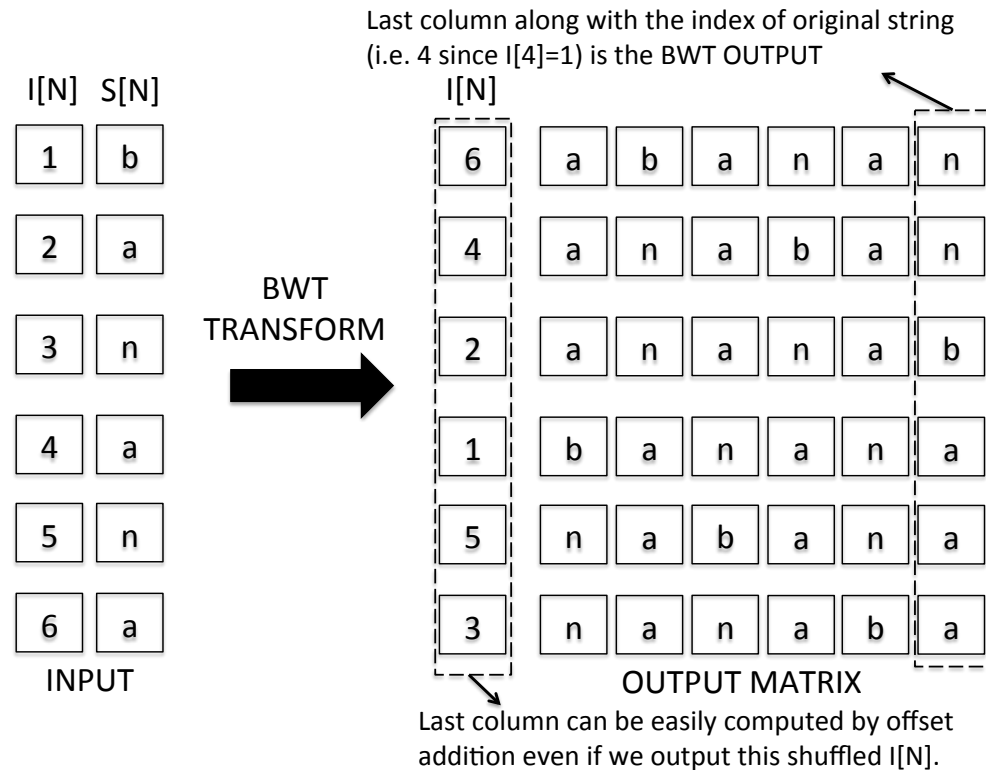 Last column along with the index of original string
(i.e. 4 since I[4]=1) is the BWT OUTPUT
I[N] S[N]
I[N]
1 b
6 a b a n a n
2 a
4 a n a b a n
BWT
TRANSFORM
3 n
2 a n a n a b
4 a
1 b a n a n a
5 n
5 n a b a n a
6 a
3 n a n a b a
INPUT
OUTPUT MATRIX
Last column can be easily computed by offset
addition even if we output this shuffled I[N].